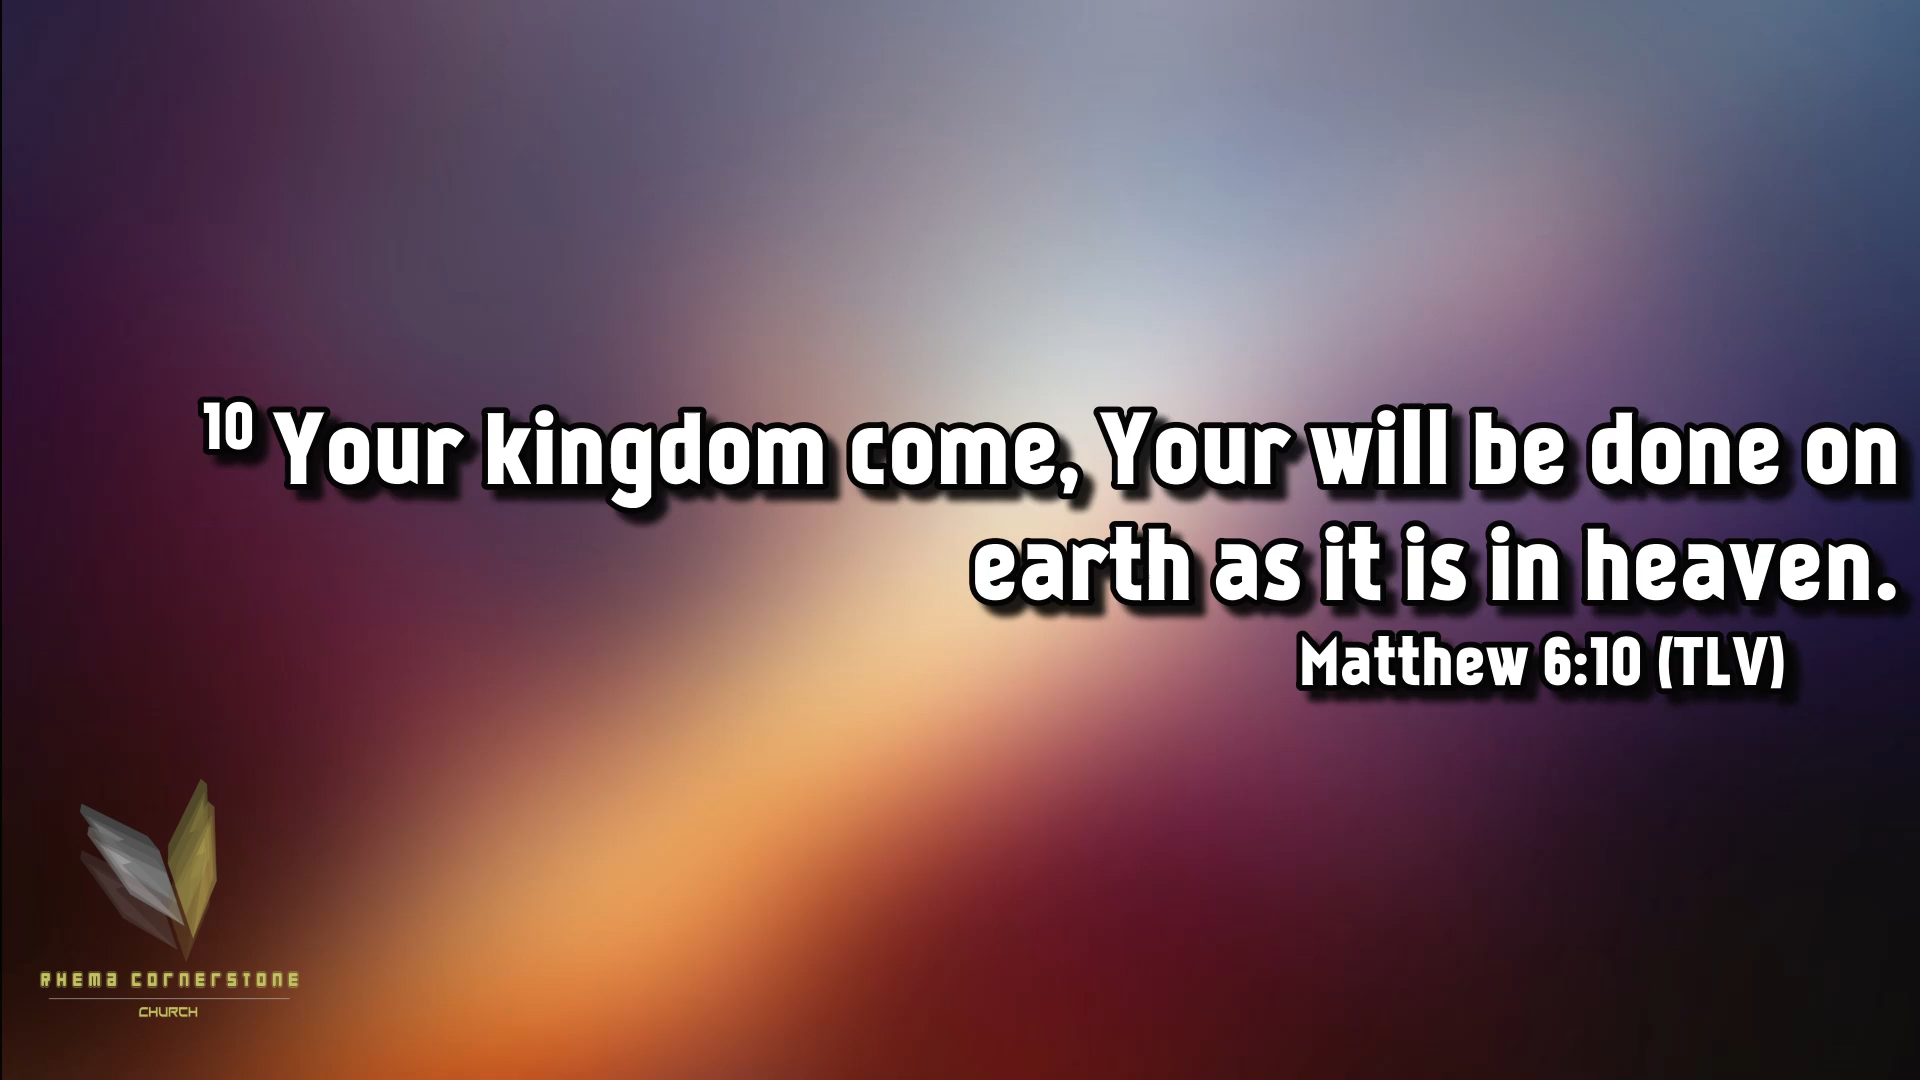 10 Your kingdom come, Your will be done on
earth as it is in heaven.
Matthew 6:10 (TLV)
RHEMA CORNERSTONE
CHURCH